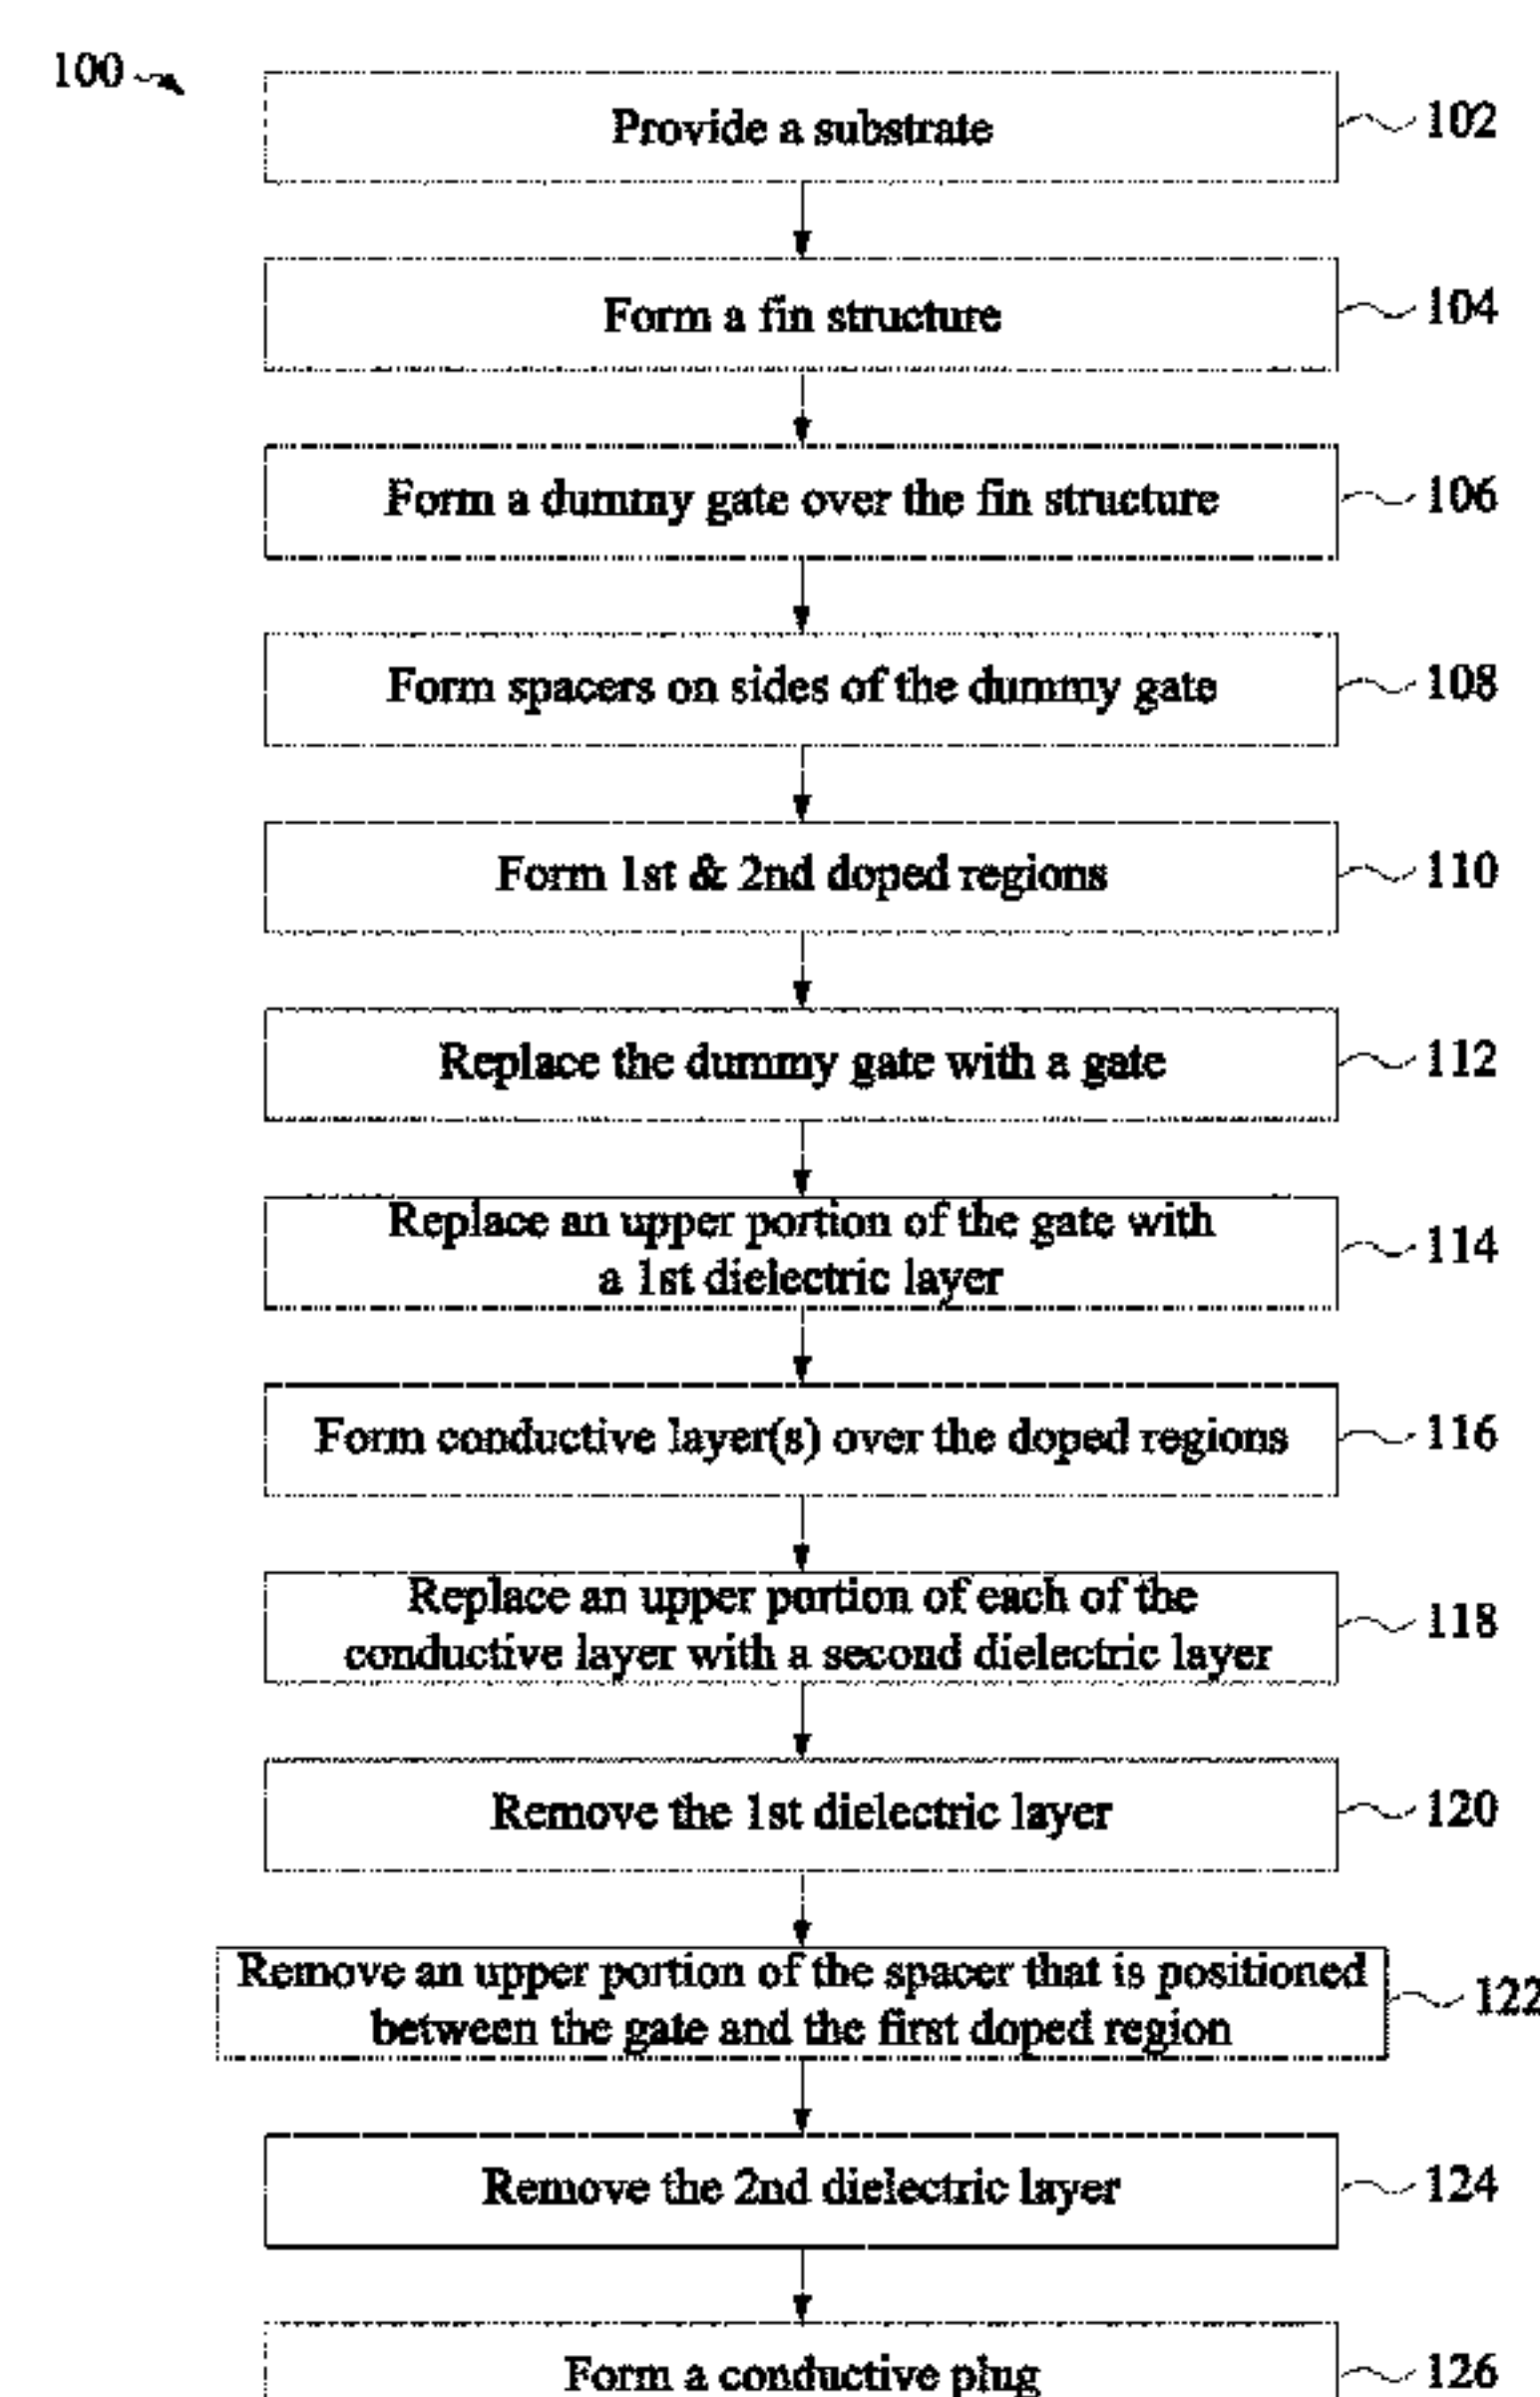 100
Provide a substrate
102
Form a fin structure
104
Form a dummy gate over the fin structure
106
Form spacers on sides of the dummy gate
108
Form 1st & 2nd doped regions
110
Replace the dummy gate with a gate
112
Replace an upper portion of the gate with
a 1st dielectric layer
114
Form conductive layer(s) over the doped regions
116
Replace an upper portion of each of the
conductive layer with a second dielectric layer
118
Remove the 1st dielectric layer
120
Remove an upper portion of the spacer that is positioned
between the gate and the first doped region
122
Remove the 2nd dielectric layer
124
Form a conductive plug
126